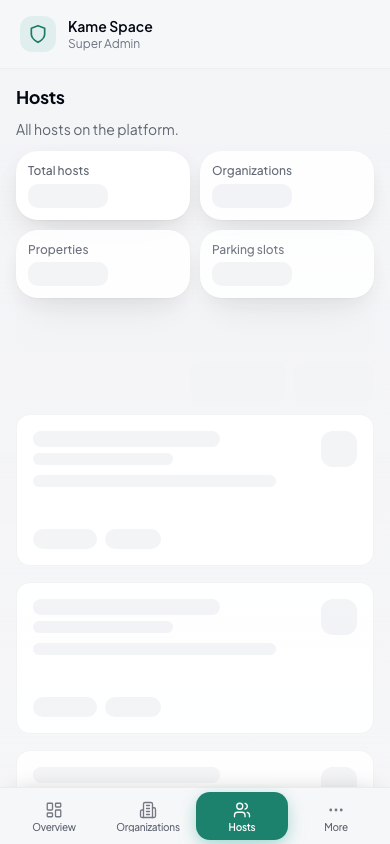 Kame Space
Super Admin
Hosts
All hosts on the platform.
Total hosts
Organizations
Properties
Parking slots
Overview
Organizations
Hosts
More